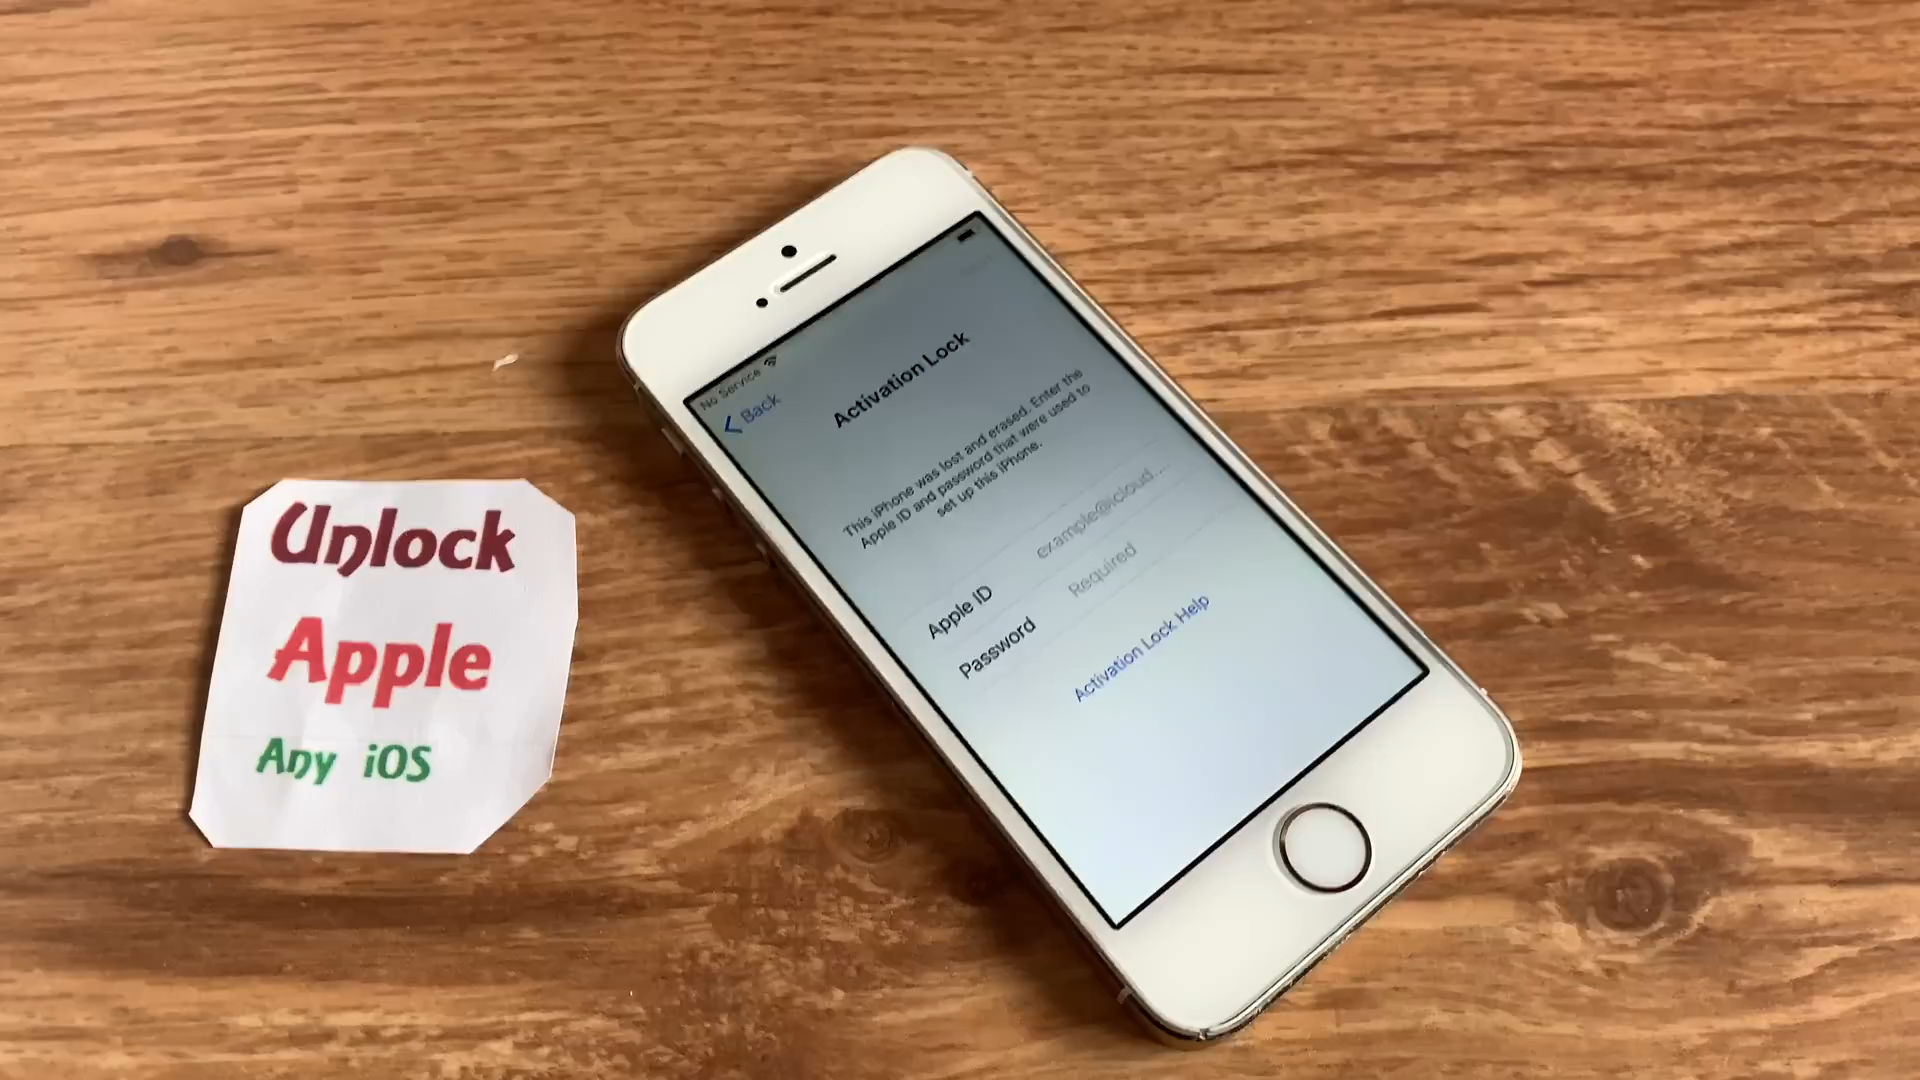 Unlock
Apple
Any iOS
No Service
Back
Activation Lock
This iPhone was lost and erased. Enter the
Apple ID and password that were used to
set up this iPhone.
Apple ID example@icloud....
Password Required
Activation Lock Help